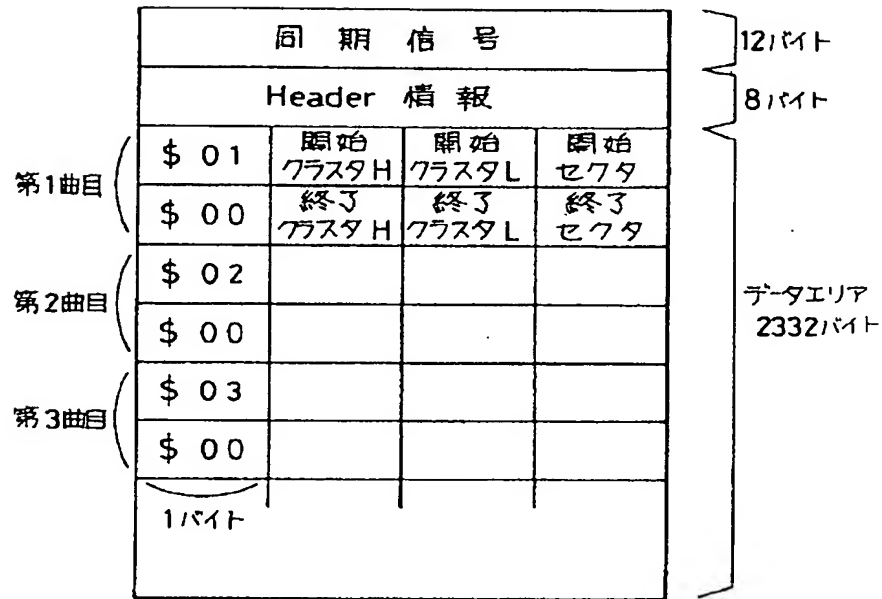 同期信号
12バイト
Header 情報
8バイト
第1曲目
$ 01
開始
クラスタH
開始
クラスタL
開始
セクタ
$ 00
終了
クラスタH
終了
クラスタL
終了
セクタ
第2曲目
$ 02
$ 00
データエリア
2332バイト
第3曲目
$ 03
$ 00
1バイト